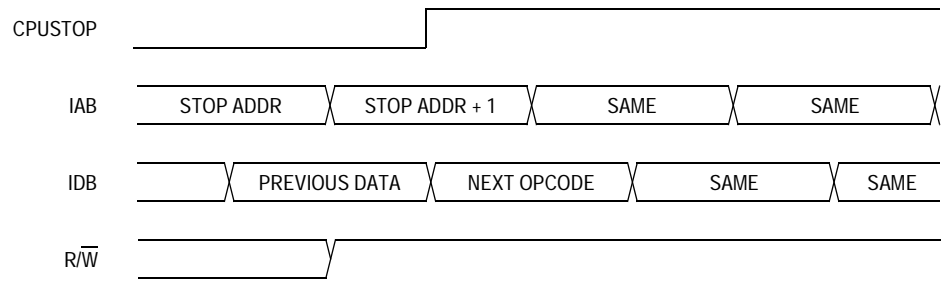 CPUSTOP
IAB STOP ADDR STOP ADDR + 1 SAME SAME
IDB PREVIOUS DATA NEXT OPCODE SAME SAME
R/W̅